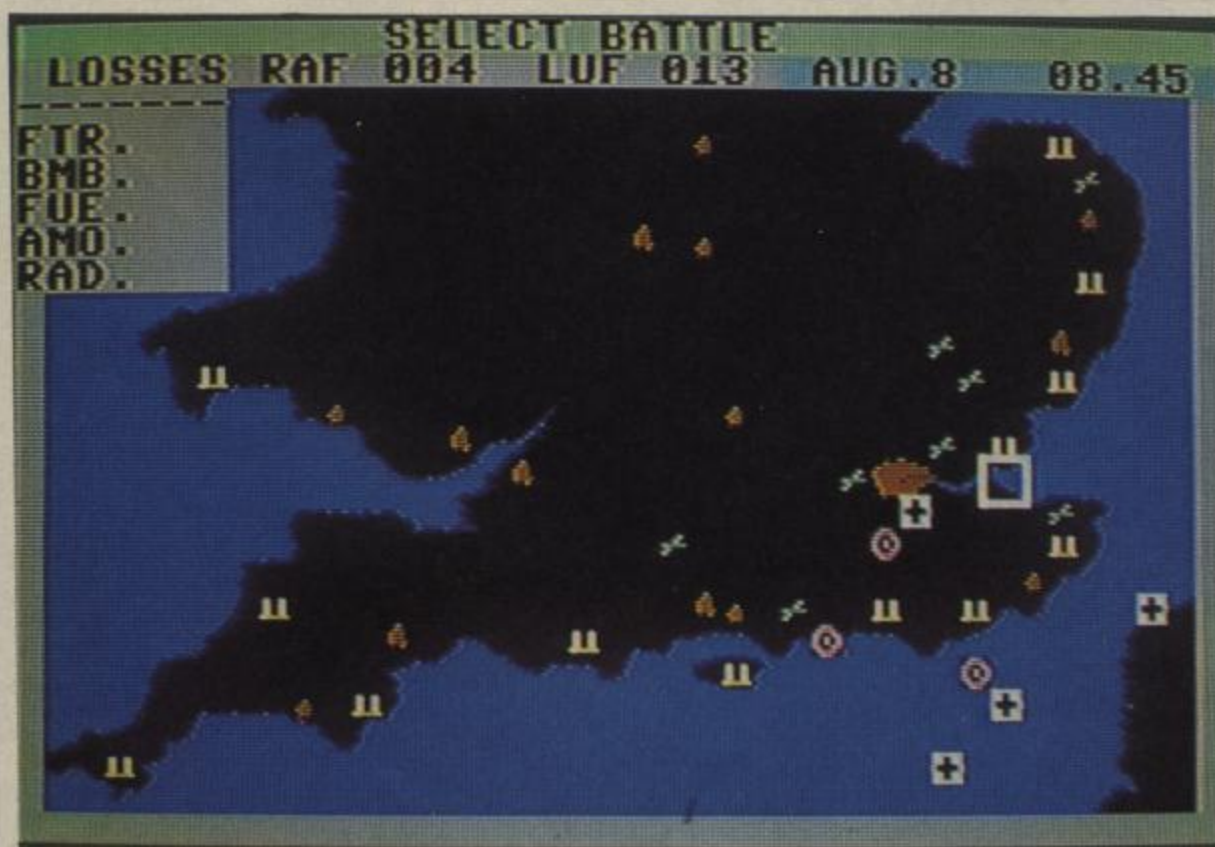 SELECT BATTLE
LOSSES RAF 004 LUF 013 AUG.8 08.45
FTR.
BMB.
FUE.
AMO.
RAD.